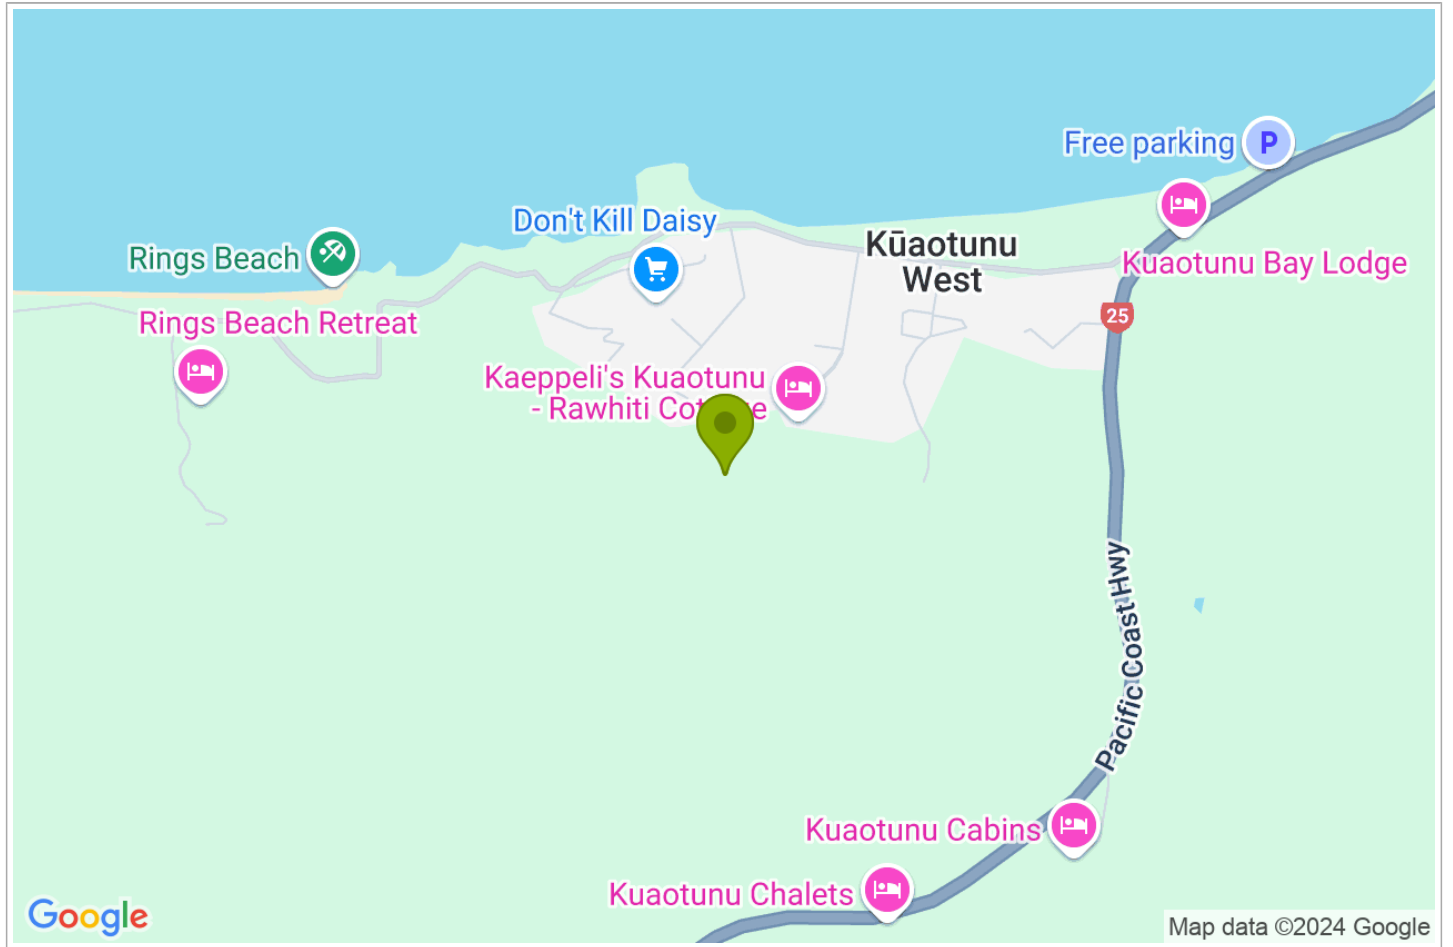 Free parking
P
Don't Kill Daisy
Kūaotunu
West
Rings Beach
Kuaotunu Bay Lodge
25
Rings Beach Retreat
Kaeppeli's Kuaotunu
- Rawhiti
Pacific Coast Hwy
Kuaotunu Cabins
Kuaotunu Chalets
Google
Map data ©2024 Google